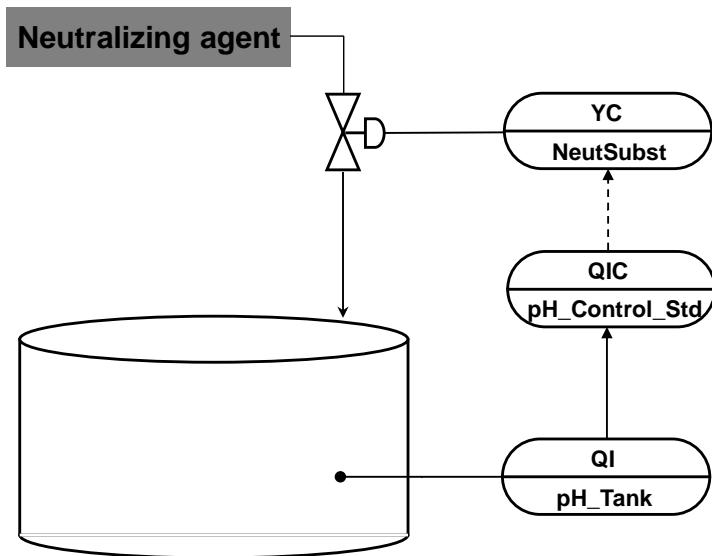 Neutralizing agent
YC
NeutSubst
QIC
pH_Control_Std
QI
pH_Tank